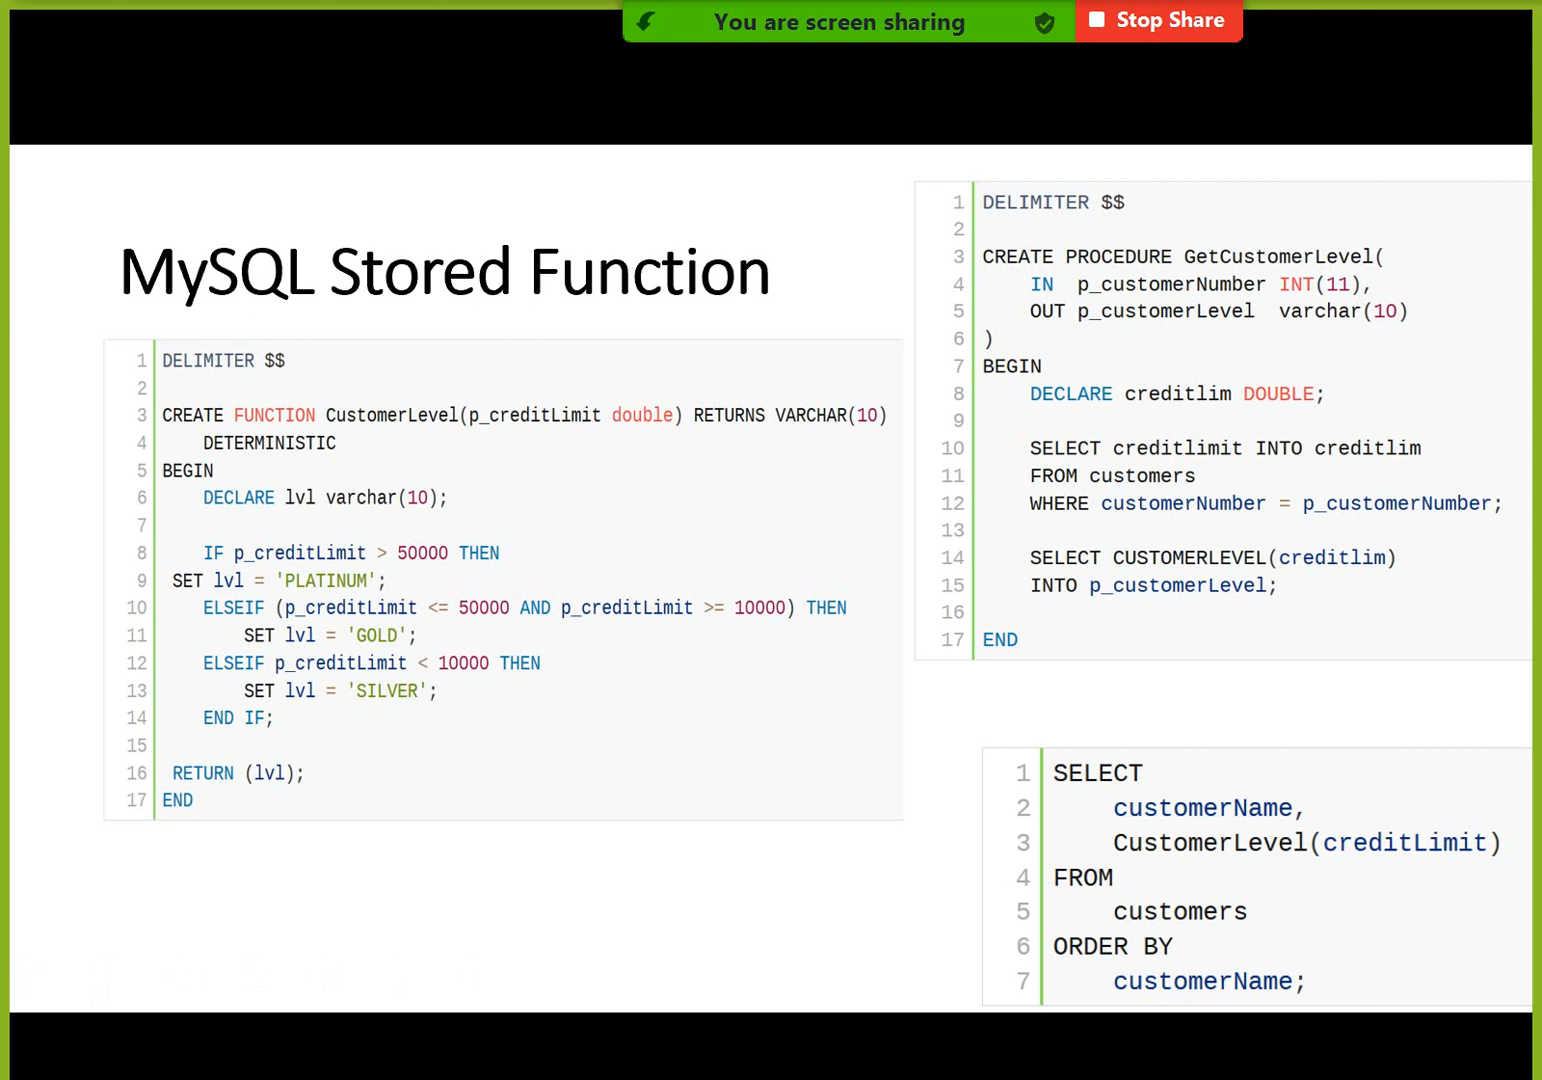 You are screen sharing
Stop Share
MySQL Stored Function
1 DELIMITER $$
2
3 CREATE FUNCTION CustomerLevel(p_creditLimit double) RETURNS VARCHAR(10)
4     DETERMINISTIC
5 BEGIN
6     DECLARE lvl varchar(10);
7
8     IF p_creditLimit > 50000 THEN
9  SET lvl = 'PLATINUM';
10     ELSEIF (p_creditLimit <= 50000 AND p_creditLimit >= 10000) THEN
11         SET lvl = 'GOLD';
12     ELSEIF p_creditLimit < 10000 THEN
13         SET lvl = 'SILVER';
14     END IF;
15
16  RETURN (lvl);
17 END
1 DELIMITER $$
2
3 CREATE PROCEDURE GetCustomerLevel(
4     IN  p_customerNumber INT(11),
5     OUT p_customerLevel  varchar(10)
6 )
7 BEGIN
8     DECLARE creditlim DOUBLE;
9
10     SELECT creditlimit INTO creditlim
11     FROM customers
12     WHERE customerNumber = p_customerNumber;
13
14     SELECT CUSTOMERLEVEL(creditlim)
15     INTO p_customerLevel;
16
17 END
1 SELECT
2     customerName,
3     CustomerLevel(creditLimit)
4 FROM
5     customers
6 ORDER BY
7     customerName;